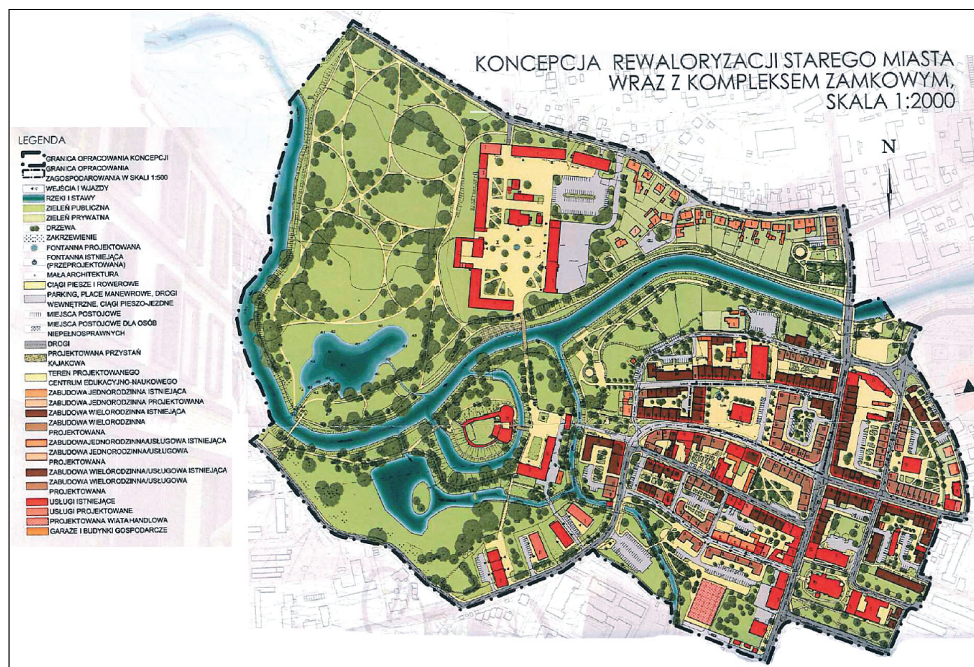 KONCEPCJA REWALORYZACJI STAREGO MIASTA
WRAZ Z KOMPLEKSEM ZAMKOWYM,
SKALA 1:2000
N
LEGENDA
GRANICA OPRACOWANIA KONCEPCJI
GRANICA OPRACOWANIA
ZAGOSPODAROWANIA W SKALI 1:500
WEJŚCIA I WJAZDY
RZEKI I STAWY
ZIELEŃ PUBLICZNA
ZIELEŃ PRYWATNA
DRZEWA
ZAKRZEWIENIE
FONTANNA PROJEKTOWANA
FONTANNA ISTNIEJĄCA
(PRZEPROJEKTOWANA)
MAŁA ARCHITEKTURA
CIĄGI PIESZE I ROWEROWE
PARKING, PLACE MANEWROWE, DROGI
WEWNĘTRZNE, CIĄGI PIESZO-JEZDNE
MIEJSCA POSTOJOWE
MIEJSCA POSTOJOWE DLA OSÓB
NIEPEŁNOSPRAWNYCH
DROGI
PROJEKTOWANA PRZYSTAŃ
KAJAKOWA
TEREN PROJEKTOWANEGO
CENTRUM EDUKACYJNO-NAUKOWEGO
ZABUDOWA JEDNORODZINNA ISTNIEJĄCA
ZABUDOWA JEDNORODZINNA PROJEKTOWANA
ZABUDOWA WIELORODZINNA ISTNIEJĄCA
ZABUDOWA WIELORODZINNA
PROJEKTOWANA
ZABUDOWA JEDNORODZINNA/USŁUGOWA ISTNIEJĄCA
ZABUDOWA JEDNORODZINNA/USŁUGOWA
PROJEKTOWANA
ZABUDOWA WIELORODZINNA/USŁUGOWA ISTNIEJĄCA
ZABUDOWA WIELORODZINNA/USŁUGOWA
PROJEKTOWANA
USŁUGI ISTNIEJĄCE
USŁUGI PROJEKTOWANE
PROJEKTOWANA WIATA HANDLOWA
GARAŻE I BUDYNKI GOSPODARCZE